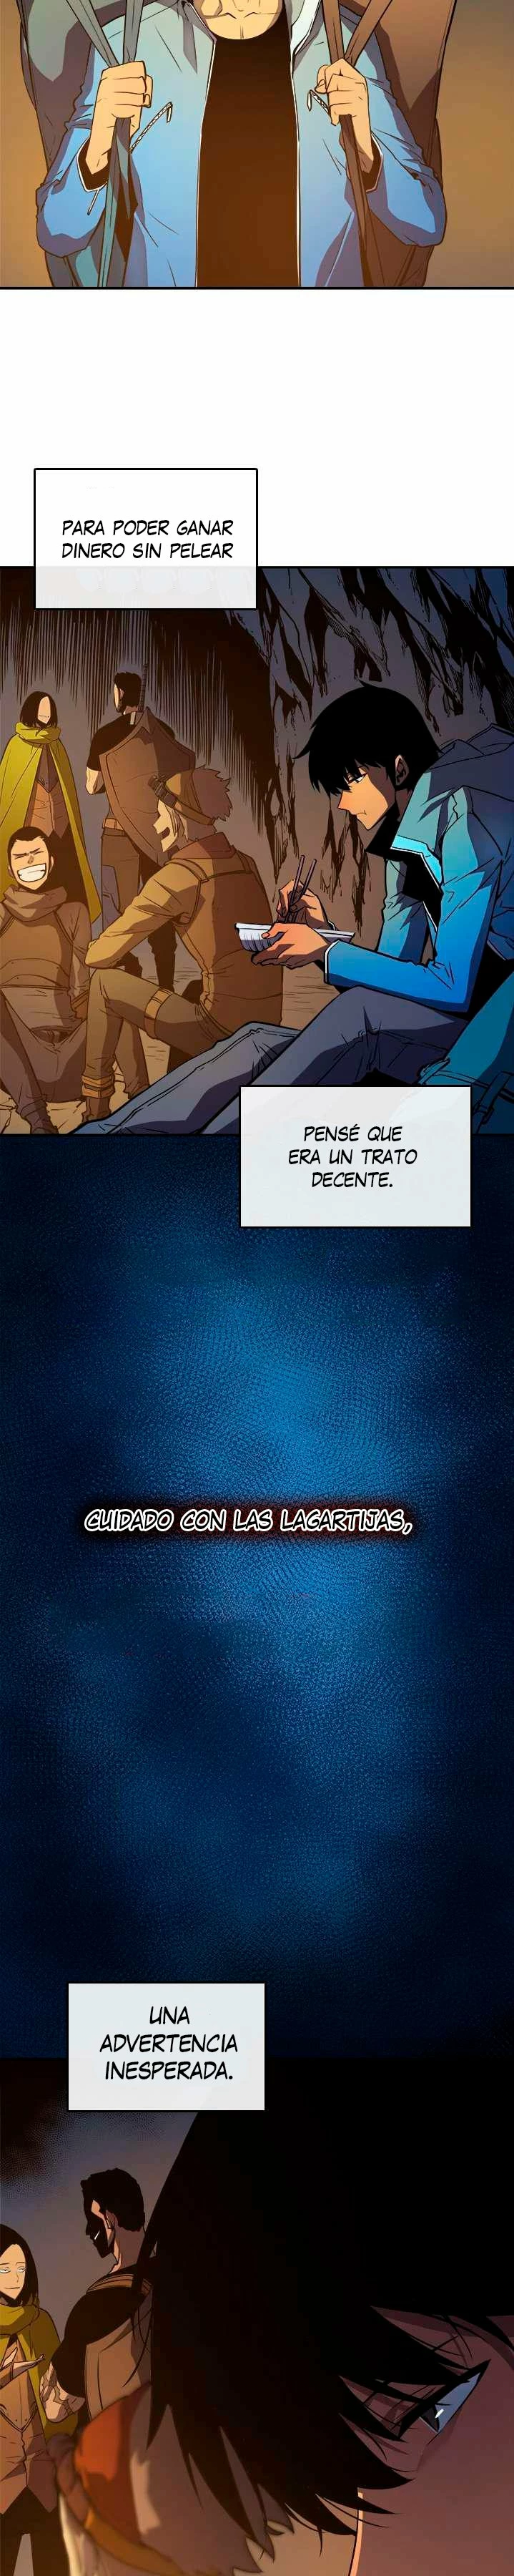 PARA PODER GANAR
DINERO SIN PELEAR
PENSÉ QUE
ERA UN TRATO
DECENTE.
CUIDADO CON LAS LAGARTIJAS,
UNA
ADVERTENCIA
INESPERADA.